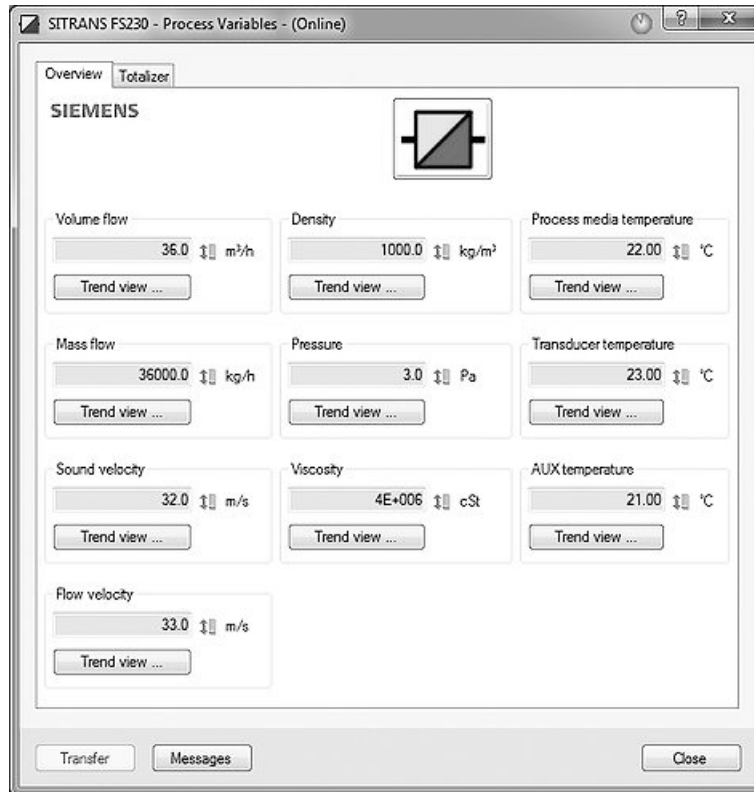 SITRANS FS230 - Process Variables - (Online)
?
Overview Totalizer
SIEMENS
Volume flow Density Process media temperature
36.0 m³/h 1000.0 kg/m³ 22.00 °C
Trend view ... Trend view ... Trend view ...
Mass flow Pressure Transducer temperature
36000.0 kg/h 3.0 Pa 23.00 °C
Trend view ... Trend view ... Trend view ...
Sound velocity Viscosity AUX temperature
32.0 m/s 4E+006 cSt 21.00 °C
Trend view ... Trend view ... Trend view ...
Flow velocity
33.0 m/s
Trend view ...
Transfer Messages Close